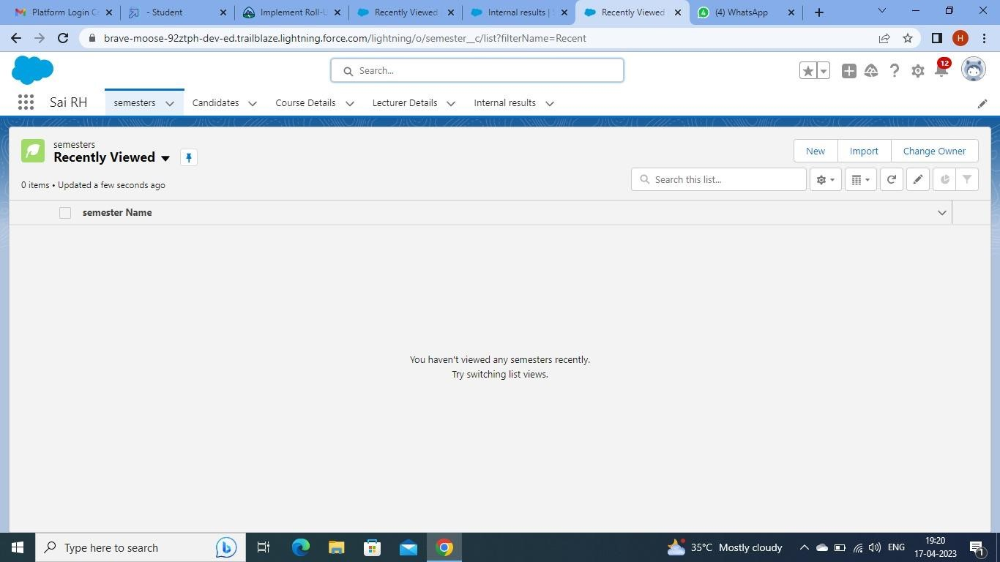 Platform Login C
- Student
Implement Roll-U
Recently Viewed
Internal results | S
Recently Viewed
(4) WhatsApp
brave-moose-92ztph-dev-ed.trailblaze.lightning.force.com/lightning/o/semester__c/list?filterName=Recent
H
Search...
12
Sai RH
semesters
Candidates
Course Details
Lecturer Details
Internal results
semesters
Recently Viewed
New
Import
Change Owner
0 items • Updated a few seconds ago
Search this list...
semester Name
You haven't viewed any semesters recently.
Try switching list views.
Type here to search
35°C Mostly cloudy
ENG
19:20
17-04-2023
1